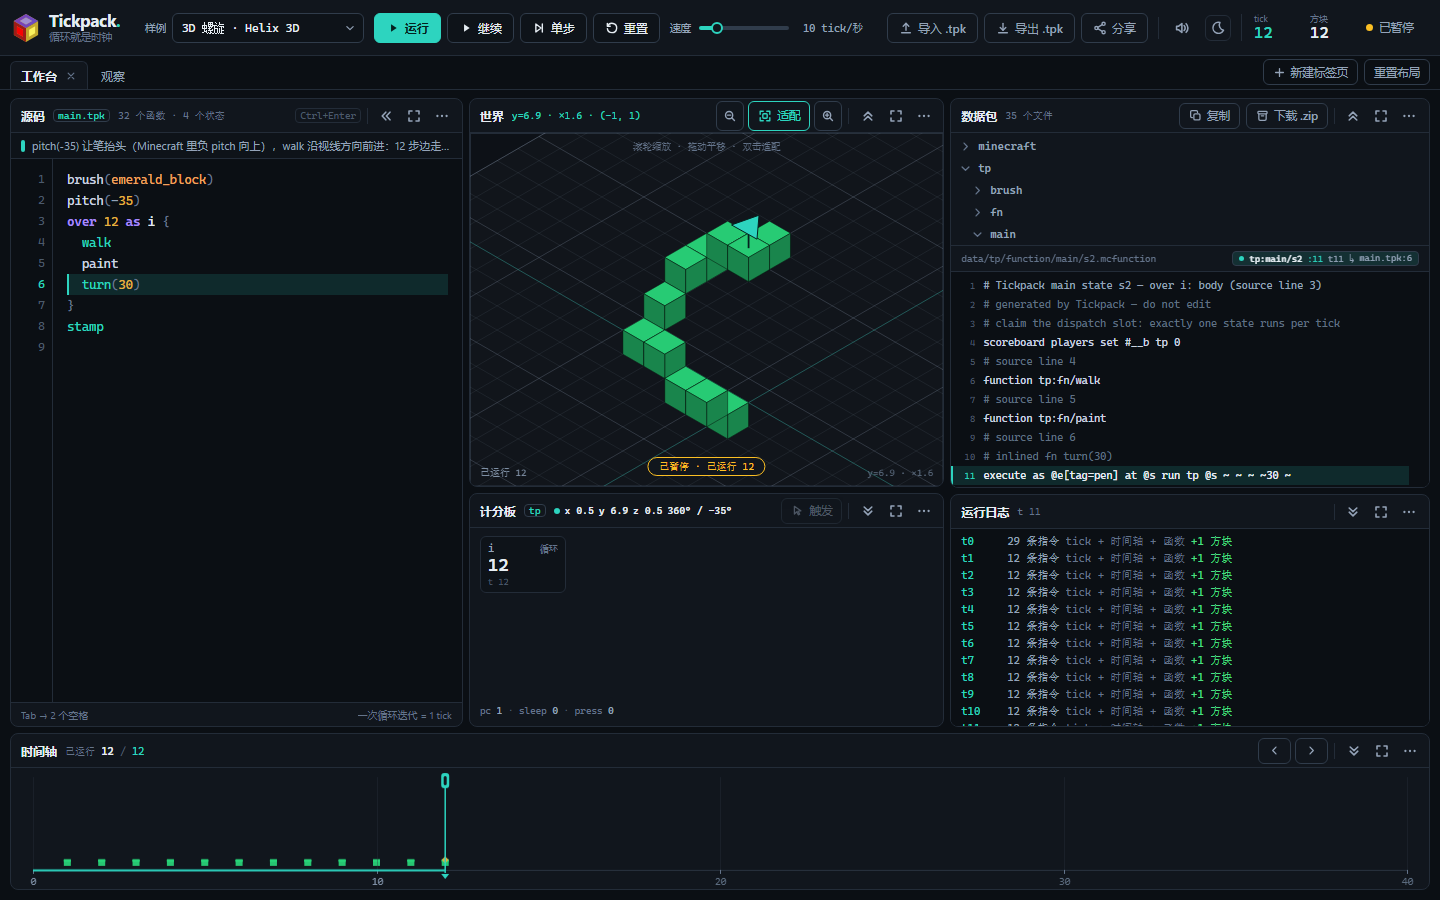 Tickpack.
循环就是时钟
样例
3D 螺旋 · Helix 3D
运行
继续
单步
重置
速度
10 tick/秒
导入 .tpk
导出 .tpk
分享
tick
12
方块
12
已暂停
工作台
观察
新建标签页
重置布局
源码 main.tpk 32 个函数 · 4 个状态 Ctrl+Enter
pitch(-35) 让笔抬头（Minecraft 里负 pitch 向上），walk 沿视线方向前进：12 步边走…
1 brush(emerald_block)
2 pitch(-35)
3 over 12 as i {
4 walk
5 paint
6 turn(30)
7 }
8 stamp
9
Tab → 2 个空格
一次循环迭代 = 1 tick
世界 y=6.9 · ×1.6 · (-1, 1)
适配
滚轮缩放 · 拖动平移 · 双击适配
已运行 12
已暂停 · 已运行 12
y=6.9 · ×1.6
计分板 tp x 0.5 y 6.9 z 0.5 360° / -35°
触发
i 循环
12
t 12
pc 1 · sleep 0 · press 0
数据包 35 个文件
复制
下载 .zip
minecraft
tp
brush
fn
main
data/tp/function/main/s2.mcfunction
tp:main/s2 :11 t11 ↳ main.tpk:6
1 # Tickpack main state s2 — over i: body (source line 3)
2 # generated by Tickpack — do not edit
3 # claim the dispatch slot: exactly one state runs per tick
4 scoreboard players set #__b tp 0
5 # source line 4
6 function tp:fn/walk
7 # source line 5
8 function tp:fn/paint
9 # source line 6
10 # inlined fn turn(30)
11 execute as @e[tag=pen] at @s run tp @s ~ ~ ~ ~30 ~
运行日志 t 11
t0 29 条指令 tick + 时间轴 + 函数 +1 方块
t1 12 条指令 tick + 时间轴 + 函数 +1 方块
t2 12 条指令 tick + 时间轴 + 函数 +1 方块
t3 12 条指令 tick + 时间轴 + 函数 +1 方块
t4 12 条指令 tick + 时间轴 + 函数 +1 方块
t5 12 条指令 tick + 时间轴 + 函数 +1 方块
t6 12 条指令 tick + 时间轴 + 函数 +1 方块
t7 12 条指令 tick + 时间轴 + 函数 +1 方块
t8 12 条指令 tick + 时间轴 + 函数 +1 方块
t9 12 条指令 tick + 时间轴 + 函数 +1 方块
t10 12 条指令 tick + 时间轴 + 函数 +1 方块
时间轴 已运行 12 / 12
0 10 20 30 40